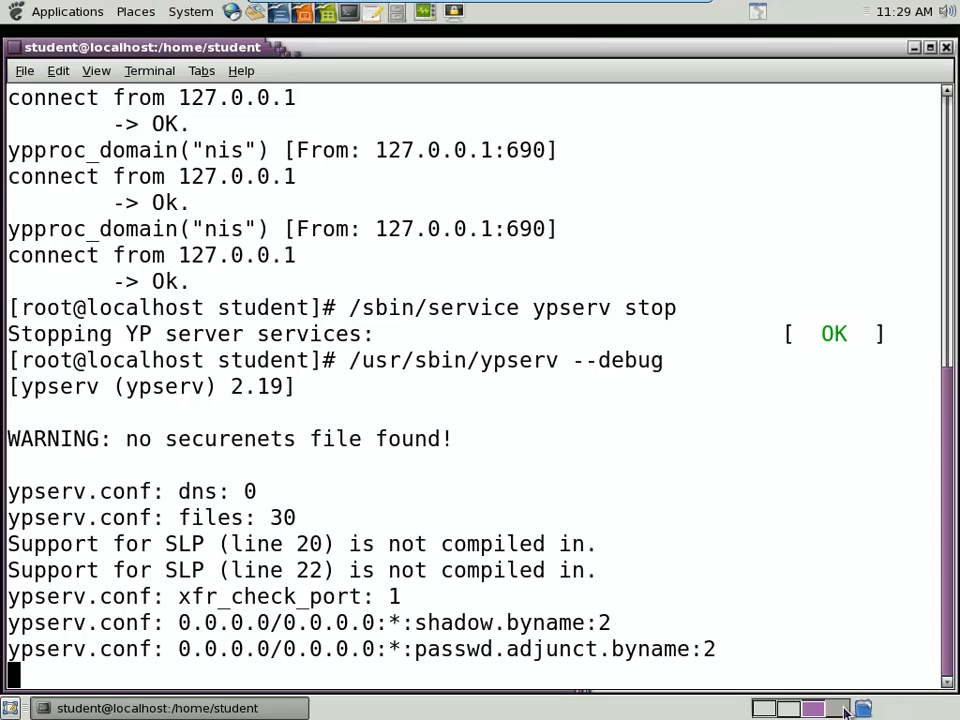 Applications Places System 11:29 AM
student@localhost:/home/student
File Edit View Terminal Tabs Help
connect from 127.0.0.1
-> OK.
ypproc_domain("nis") [From: 127.0.0.1:690]
connect from 127.0.0.1
-> Ok.
ypproc_domain("nis") [From: 127.0.0.1:690]
connect from 127.0.0.1
-> Ok.
[root@localhost student]# /sbin/service ypserv stop
Stopping YP server services: [ OK ]
[root@localhost student]# /usr/sbin/ypserv --debug
[ypserv (ypserv) 2.19]
WARNING: no securenets file found!
ypserv.conf: dns: 0
ypserv.conf: files: 30
Support for SLP (line 20) is not compiled in.
Support for SLP (line 22) is not compiled in.
ypserv.conf: xfr_check_port: 1
ypserv.conf: 0.0.0.0/0.0.0.0:*:shadow.byname:2
ypserv.conf: 0.0.0.0/0.0.0.0:*:passwd.adjunct.byname:2
student@localhost:/home/student